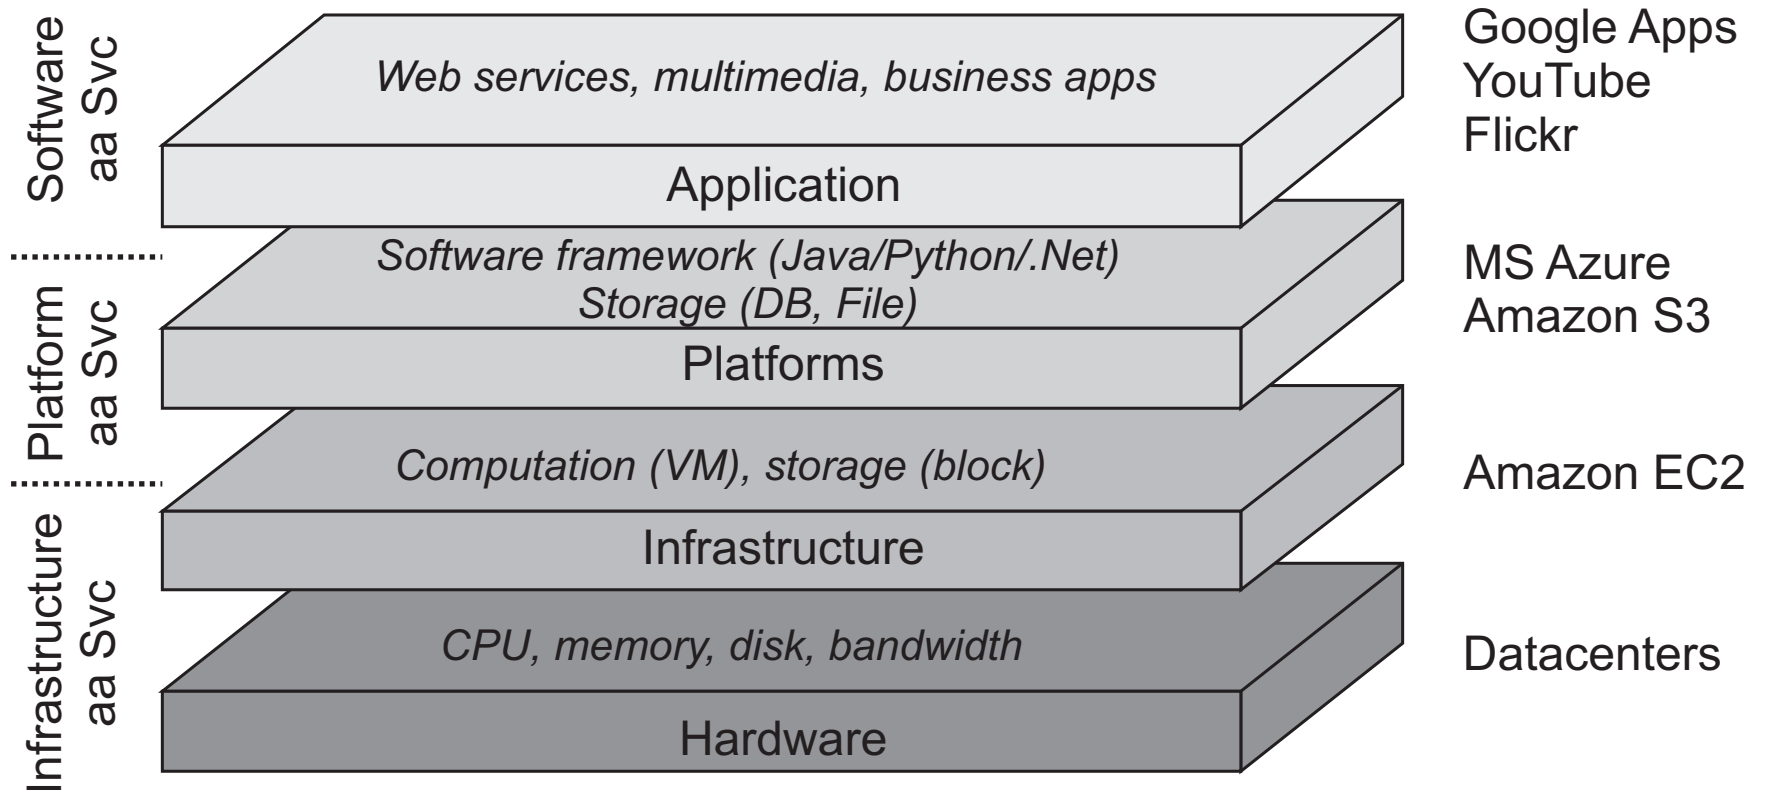 Software
aa Svc
Web services, multimedia, business apps
Application
Google Apps
YouTube
Flickr
Platform
aa Svc
Software framework (Java/Python/.Net)
Storage (DB, File)
Platforms
MS Azure
Amazon S3
Infrastructure
aa Svc
Computation (VM), storage (block)
Infrastructure
Amazon EC2
CPU, memory, disk, bandwidth
Hardware
Datacenters